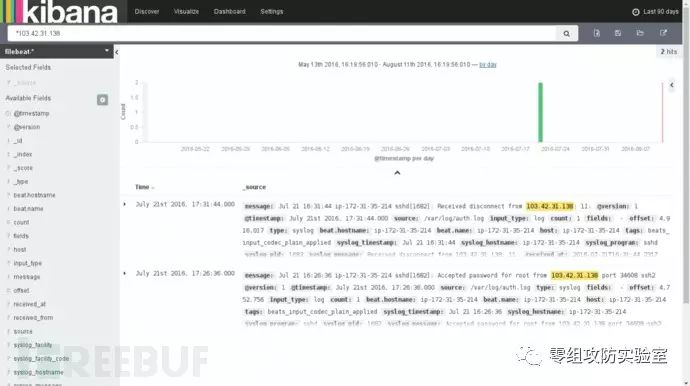 kibana
Discover Visualize Dashboard Settings
Last 90 days
*103.42.31.138
filebeat-*
2 hits
Selected Fields
_source
Available Fields
@timestamp
@version
_id
_index
_score
_type
beat.hostname
beat.name
count
fields
host
input_type
message
offset
received_at
received_from
source
syslog_facility
syslog_facility_code
syslog_hostname
May 13th 2016, 16:19:56.010 - August 11th 2016, 16:19:56.010 — by day
Count
2
1.5
1
0.5
0
2016-05-22 2016-05-29 2016-06-05 2016-06-12 2016-06-19 2016-06-26 2016-07-03 2016-07-10 2016-07-17 2016-07-24 2016-07-31 2016-08-07
@timestamp per day
Time _source
July 21st 2016, 17:31:44.000
message: Jul 21 16:31:44 ip-172-31-35-214 sshd[1682]: Received disconnect from 103.42.31.138: 11: @version: 1
@timestamp: July 21st 2016, 17:31:44.000 source: /var/log/auth.log input_type: log count: 1 fields: - offset: 4,9
16,017 type: syslog beat.hostname: ip-172-31-35-214 beat.name: ip-172-31-35-214 host: ip-172-31-35-214 tags: beats_
input_codec_plain_applied syslog_timestamp: Jul 21 16:31:44 syslog_hostname: ip-172-31-35-214 syslog_program: sshd
July 21st 2016, 17:26:36.000
message: Jul 21 16:26:36 ip-172-31-35-214 sshd[1682]: Accepted password for root from 103.42.31.138 port 34608 ssh2
@version: 1 @timestamp: July 21st 2016, 17:26:36.000 source: /var/log/auth.log type: syslog fields: - offset: 4,7
52,756 input_type: log count: 1 beat.hostname: ip-172-31-35-214 beat.name: ip-172-31-35-214 host: ip-172-31-35-214
tags: beats_input_codec_plain_applied syslog_timestamp: Jul 21 16:26:36 syslog_hostname: ip-172-31-35-214
REEBUF
零组攻防实验室